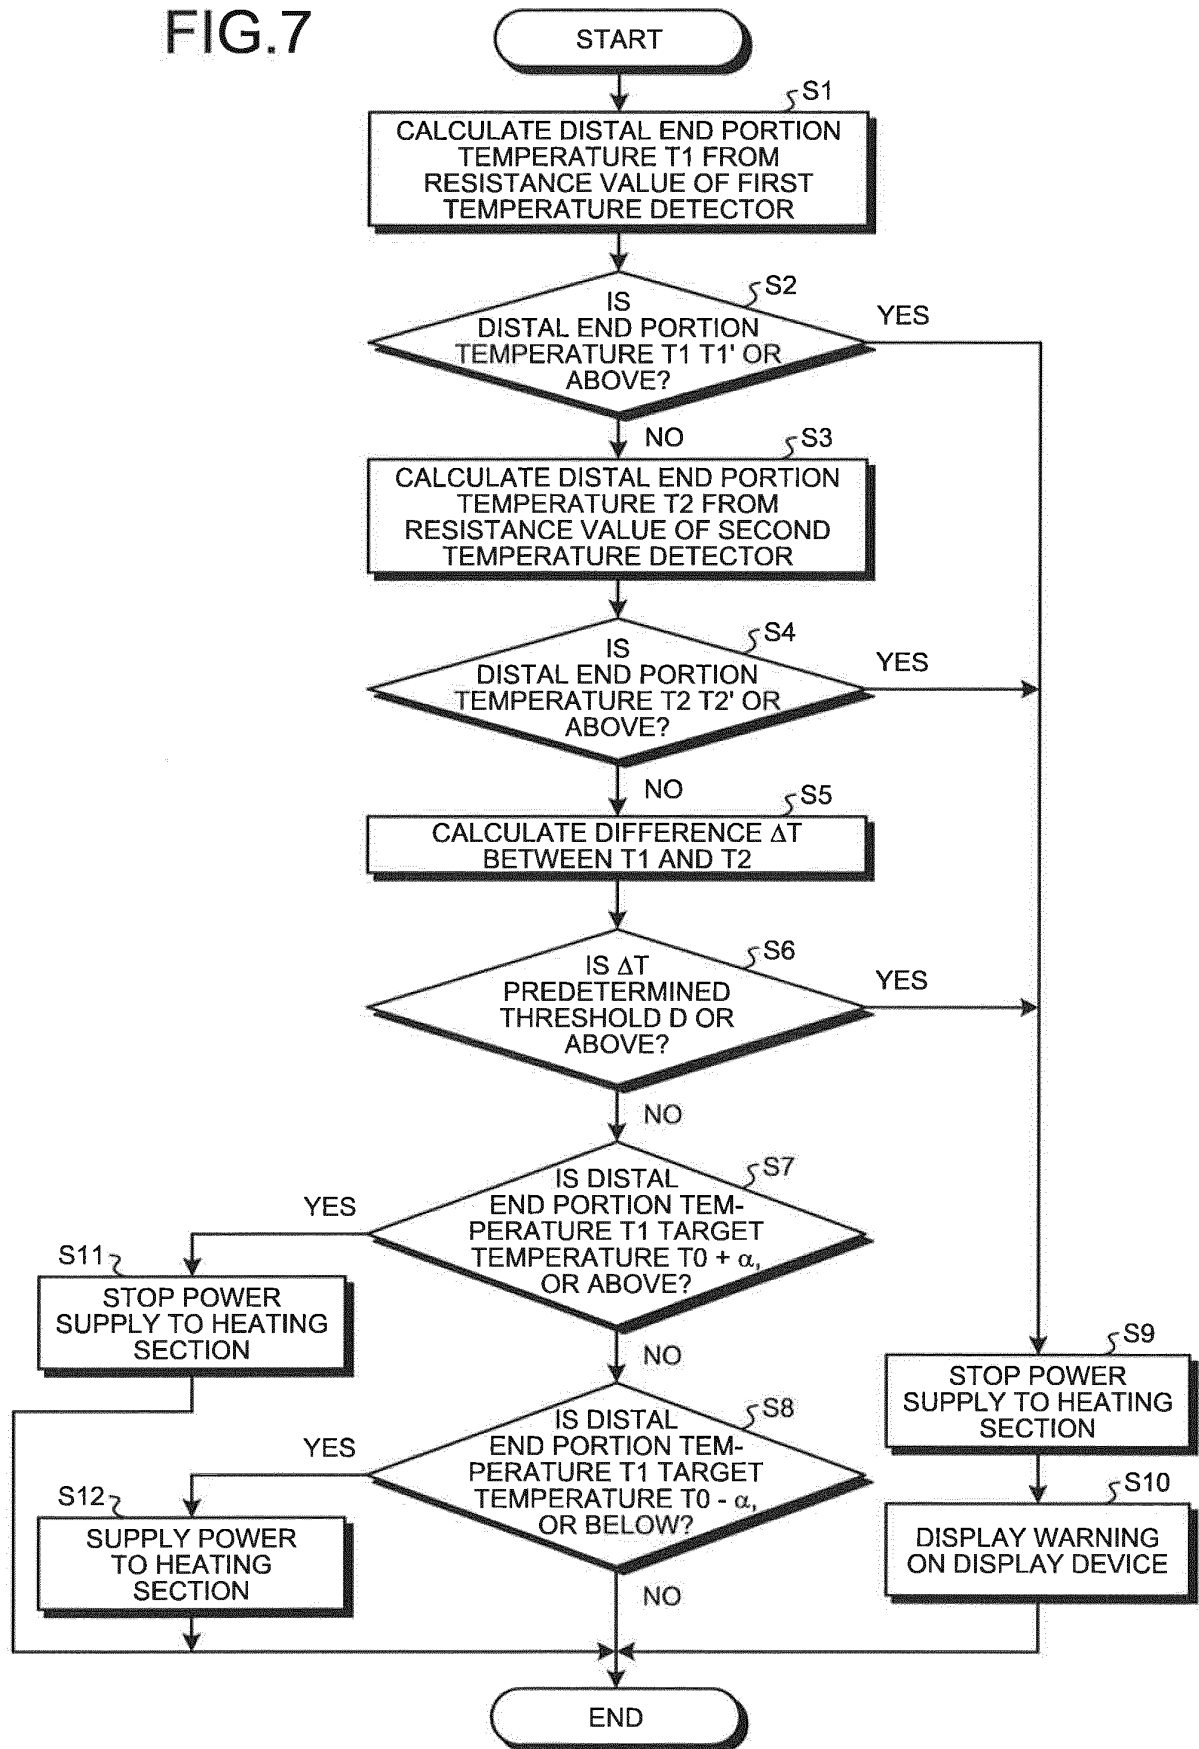 FIG.7
START
S1
CALCULATE DISTAL END PORTION
TEMPERATURE T1 FROM
RESISTANCE VALUE OF FIRST
TEMPERATURE DETECTOR
S2
IS
DISTAL END PORTION
TEMPERATURE T1 T1' OR
ABOVE?
YES
NO
S3
CALCULATE DISTAL END PORTION
TEMPERATURE T2 FROM
RESISTANCE VALUE OF SECOND
TEMPERATURE DETECTOR
S4
IS
DISTAL END PORTION
TEMPERATURE T2 T2' OR
ABOVE?
YES
NO
S5
CALCULATE DIFFERENCE ΔT
BETWEEN T1 AND T2
S6
IS ΔT
PREDETERMINED
THRESHOLD D OR
ABOVE?
YES
NO
S7
IS DISTAL
END PORTION TEM-
PERATURE T1 TARGET
TEMPERATURE T0 + α,
OR ABOVE?
YES
NO
S11
STOP POWER
SUPPLY TO HEATING
SECTION
S8
IS DISTAL
END PORTION TEM-
PERATURE T1 TARGET
TEMPERATURE T0 - α,
OR BELOW?
YES
NO
S12
SUPPLY POWER
TO HEATING
SECTION
S9
STOP POWER
SUPPLY TO HEATING
SECTION
S10
DISPLAY WARNING
ON DISPLAY DEVICE
END